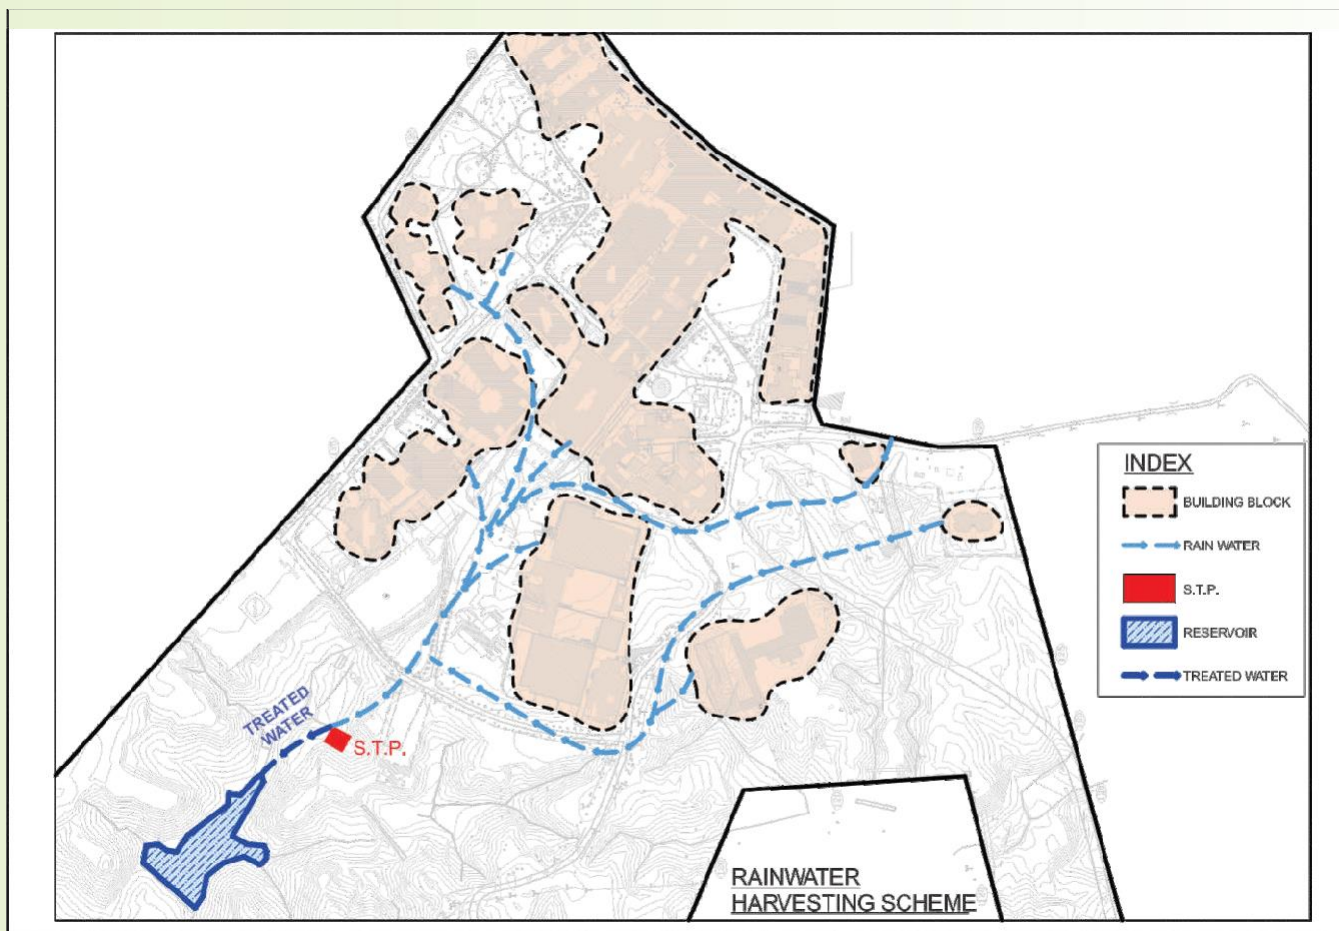 INDEX
BUILDING BLOCK
RAIN WATER
S.T.P.
RESERVOIR
TREATED WATER
TREATED
WATER
S.T.P.
RAINWATER
HARVESTING SCHEME